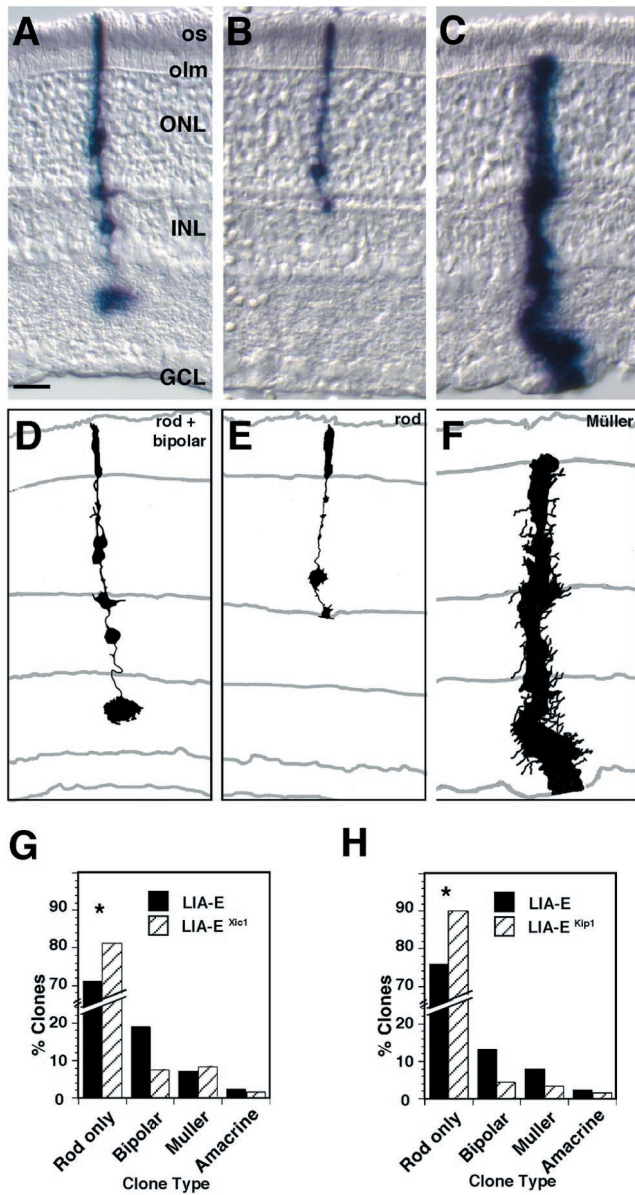 A
B
C
os
olm
ONL
INL
GCL
D
rod +
bipolar
E
rod
F
Müller
G
H
LIA-E
LIA-E Xic1
LIA-E
LIA-E Kip1
*
*
90
80
70
20
10
0
% Clones
90
80
70
20
10
0
% Clones
Rod only
Bipolar
Muller
Amacrine
Clone Type
Rod only
Bipolar
Muller
Amacrine
Clone Type